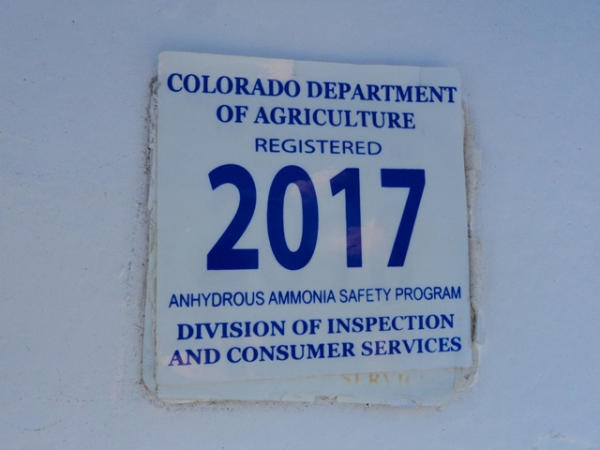 COLORADO DEPARTMENT
OF AGRICULTURE
REGISTERED
2017
ANHYDROUS AMMONIA SAFETY PROGRAM
DIVISION OF INSPECTION
AND CONSUMER SERVICES